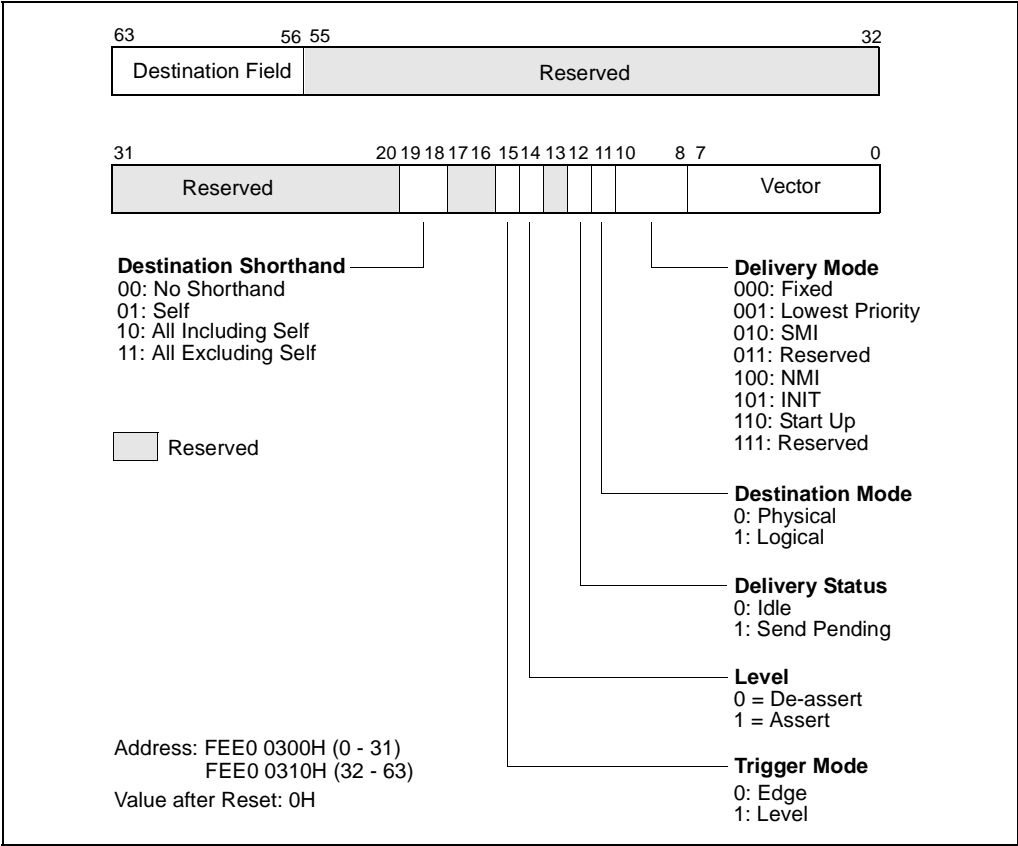 63 56 55 32
Destination Field Reserved
31 20 19 18 17 16 15 14 13 12 11 10 8 7 0
Reserved Vector
Destination Shorthand
00: No Shorthand
01: Self
10: All Including Self
11: All Excluding Self
Reserved
Delivery Mode
000: Fixed
001: Lowest Priority
010: SMI
011: Reserved
100: NMI
101: INIT
110: Start Up
111: Reserved
Destination Mode
0: Physical
1: Logical
Delivery Status
0: Idle
1: Send Pending
Level
0 = De-assert
1 = Assert
Trigger Mode
0: Edge
1: Level
Address: FEE0 0300H (0 - 31)
FEE0 0310H (32 - 63)
Value after Reset: 0H